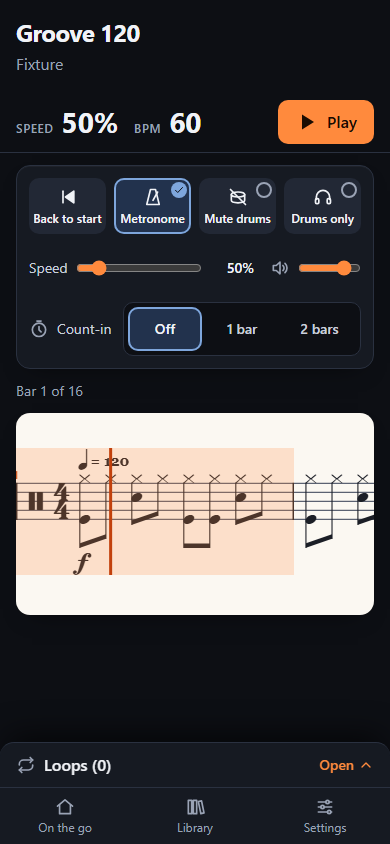 Groove 120
Fixture
SPEED 50% BPM 60 Play
Back to start Metronome Mute drums Drums only
Speed 50%
Count-in Off 1 bar 2 bars
Bar 1 of 16
= 120
4
4
f
Loops (0) Open
On the go Library Settings